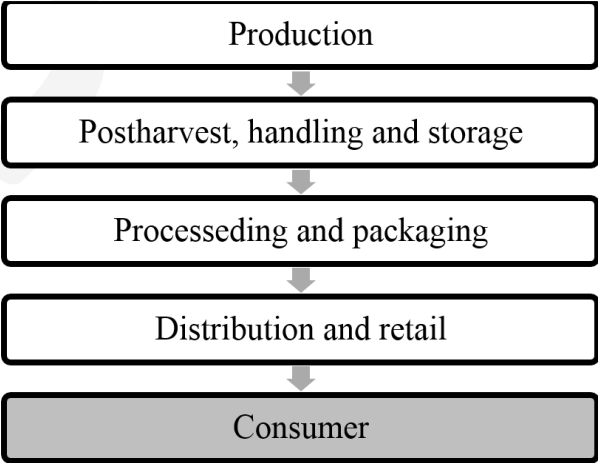 Production
Postharvest, handling and storage
Processeding and packaging
Distribution and retail
Consumer